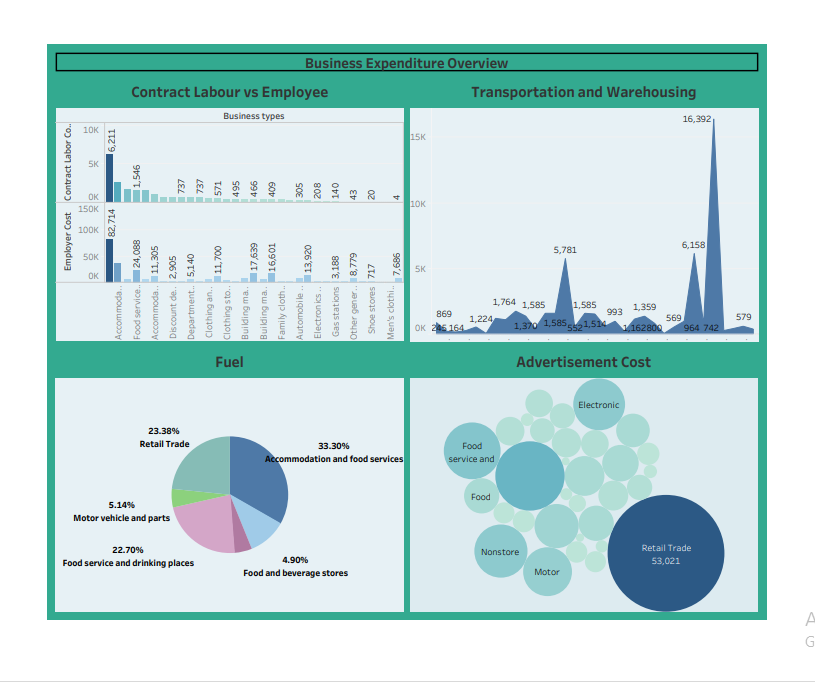 Business Expenditure Overview
Contract Labour vs Employee
Business types
Contract Labor Co..
10K
5K
0K
6,211
1,546
737
737
571
495
466
409
305
208
140
43
20
4
Employer Cost
150K
100K
50K
0K
82,714
24,088
11,305
2,905
5,140
11,700
17,639
16,601
13,920
3,188
8,779
717
7,686
Accommoda..
Food service..
Accommoda..
Discount de..
Department..
Clothing an..
Clothing sto..
Building ma..
Building ma..
Family cloth..
Automobile ..
Electronics ..
Gas stations
Other gener..
Shoe stores
Men's clothi..
Transportation and Warehousing
15K
10K
5K
0K
869
164
1,224
1,764
1,370
1,585
1,585
5,781
552
1,585
1,514
993
1,162
1,359
800
569
6,158
964
16,392
742
579
Fuel
23.38%
Retail Trade
33.30%
Accommodation and food services
5.14%
Motor vehicle and parts
22.70%
Food service and drinking places
4.90%
Food and beverage stores
Advertisement Cost
Electronic
Food
service and
Food
Nonstore
Motor
Retail Trade
53,021
A
G